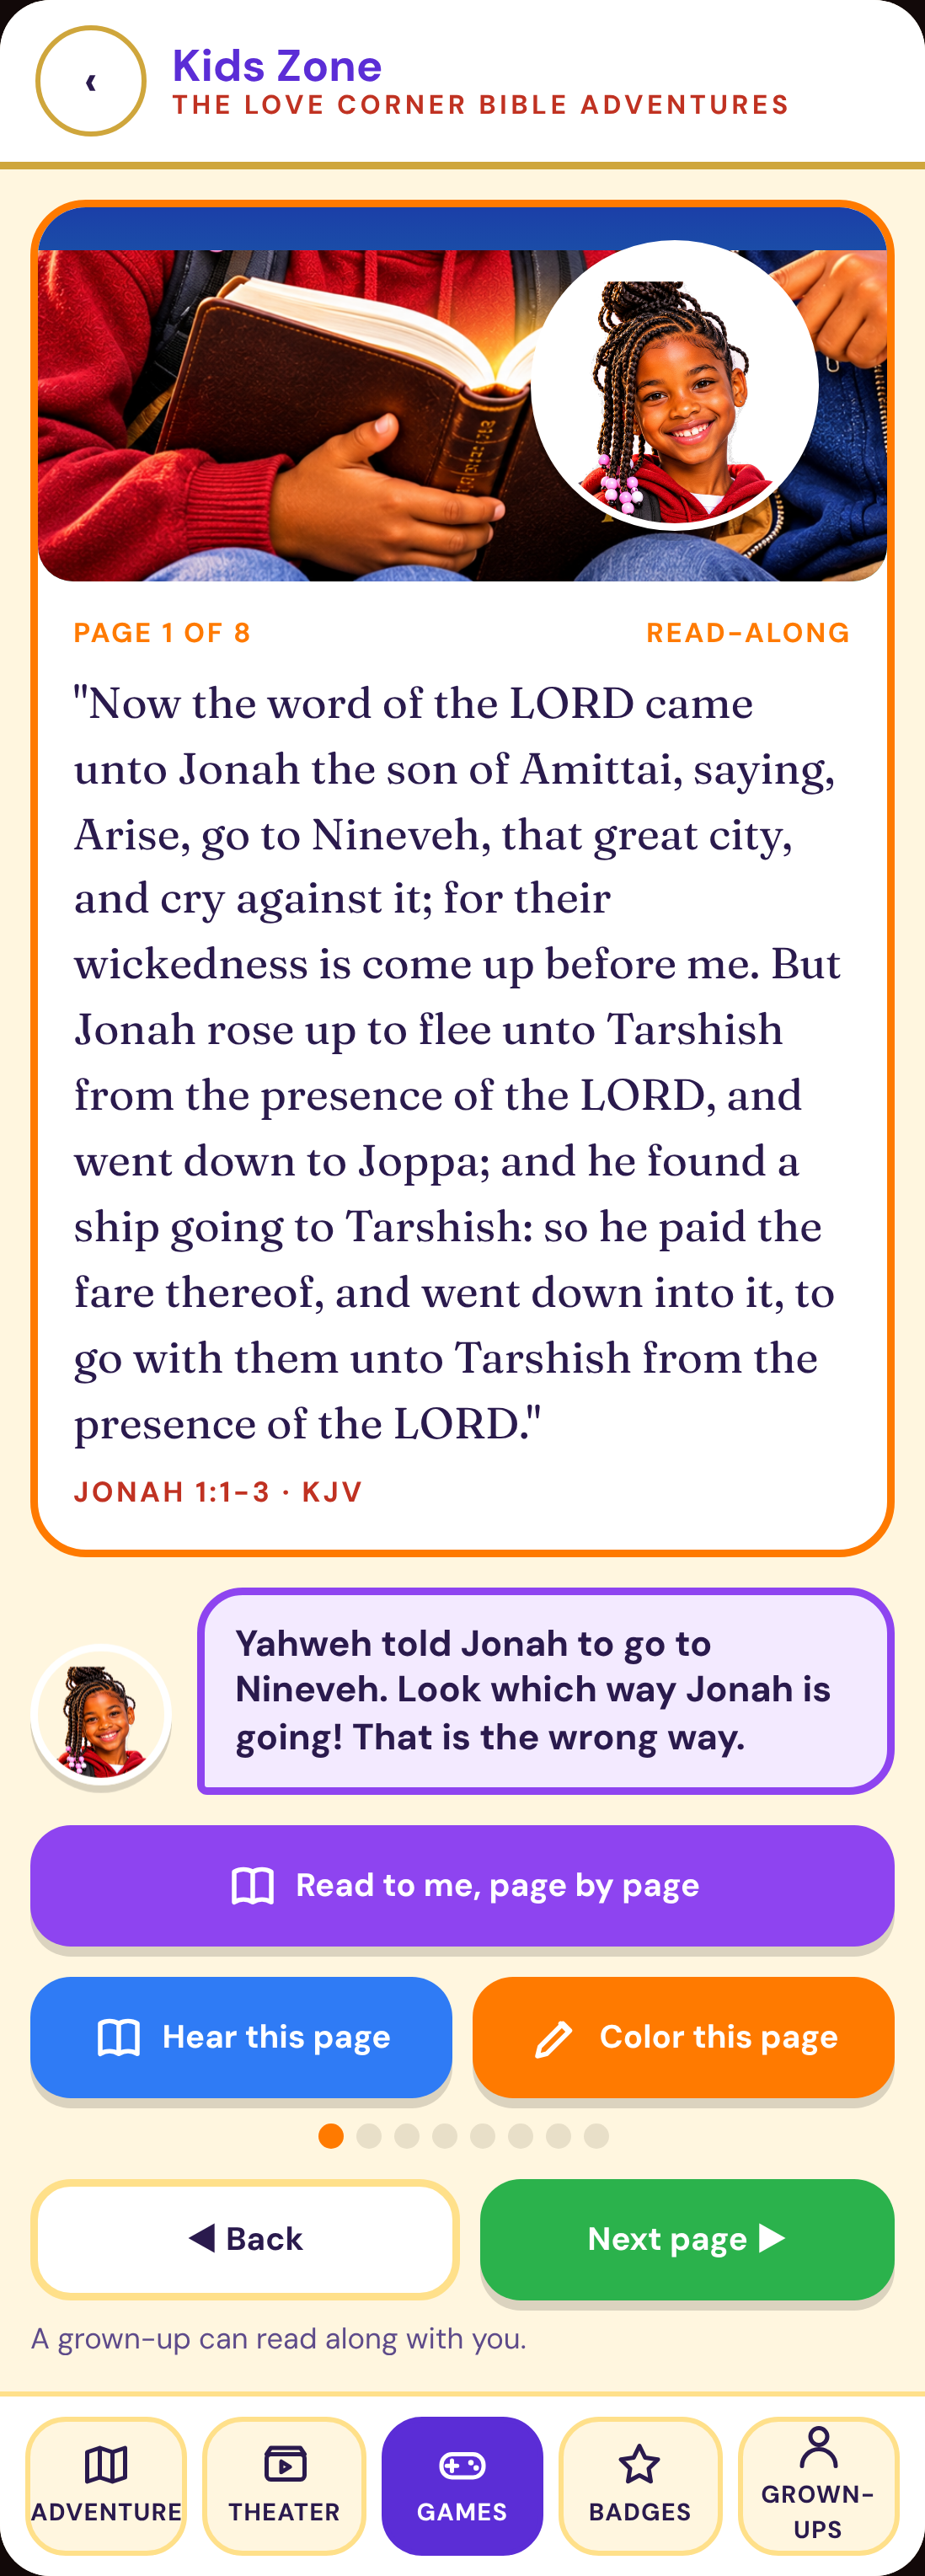 Kids Zone
THE LOVE CORNER BIBLE ADVENTURES
PAGE 1 OF 8
READ-ALONG
"Now the word of the LORD came
unto Jonah the son of Amittai, saying,
Arise, go to Nineveh, that great city,
and cry against it; for their
wickedness is come up before me. But
Jonah rose up to flee unto Tarshish
from the presence of the LORD, and
went down to Joppa; and he found a
ship going to Tarshish: so he paid the
fare thereof, and went down into it, to
go with them unto Tarshish from the
presence of the LORD."
JONAH 1:1-3 · KJV
Yahweh told Jonah to go to
Nineveh. Look which way Jonah is
going! That is the wrong way.
Read to me, page by page
Hear this page
Color this page
◀ Back
Next page ▶
A grown-up can read along with you.
ADVENTURE
THEATER
GAMES
BADGES
GROWN-
UPS